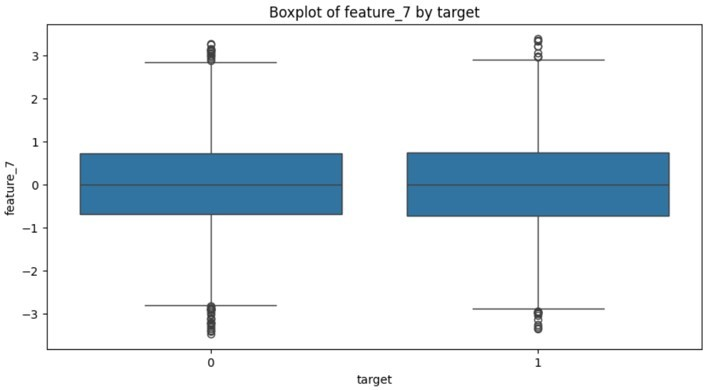 Boxplot of feature_7 by target
3
2
1
0
−1
−2
−3
feature_7
0 1
target